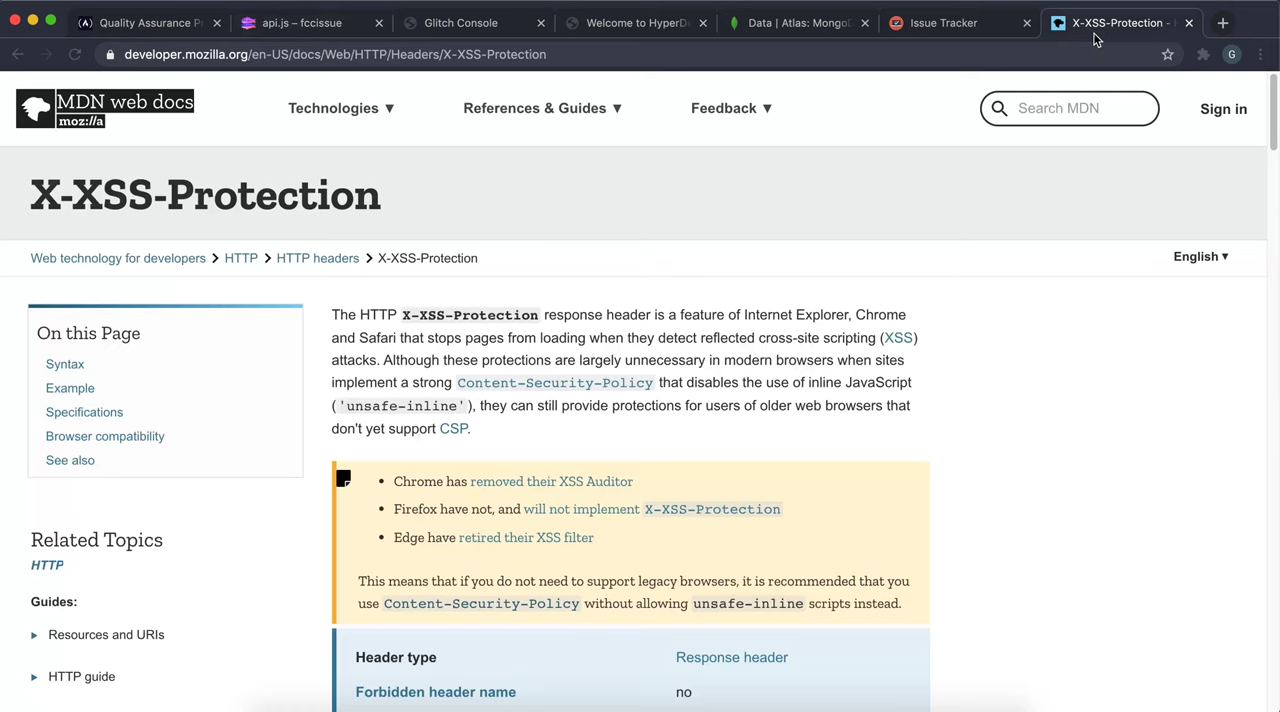 Quality Assurance P
api.js – fccissue
Glitch Console
Welcome to HyperDe
Data | Atlas: MongoD
Issue Tracker
X-XSS-Protection -
developer.mozilla.org/en-US/docs/Web/HTTP/Headers/X-XSS-Protection
G
MDN web docs
moz://a
Technologies ▼
References & Guides ▼
Feedback ▼
Search MDN
Sign in
X-XSS-Protection
Web technology for developers > HTTP > HTTP headers > X-XSS-Protection
English ▼
On this Page
Syntax
Example
Specifications
Browser compatibility
See also
Related Topics
HTTP
Guides:
Resources and URIs
HTTP guide
The HTTP X-XSS-Protection response header is a feature of Internet Explorer, Chrome
and Safari that stops pages from loading when they detect reflected cross-site scripting (XSS)
attacks. Although these protections are largely unnecessary in modern browsers when sites
implement a strong Content-Security-Policy that disables the use of inline JavaScript
('unsafe-inline'), they can still provide protections for users of older web browsers that
don't yet support CSP.
• Chrome has removed their XSS Auditor
• Firefox have not, and will not implement X-XSS-Protection
• Edge have retired their XSS filter
This means that if you do not need to support legacy browsers, it is recommended that you
use Content-Security-Policy without allowing unsafe-inline scripts instead.
Header type Response header
Forbidden header name no